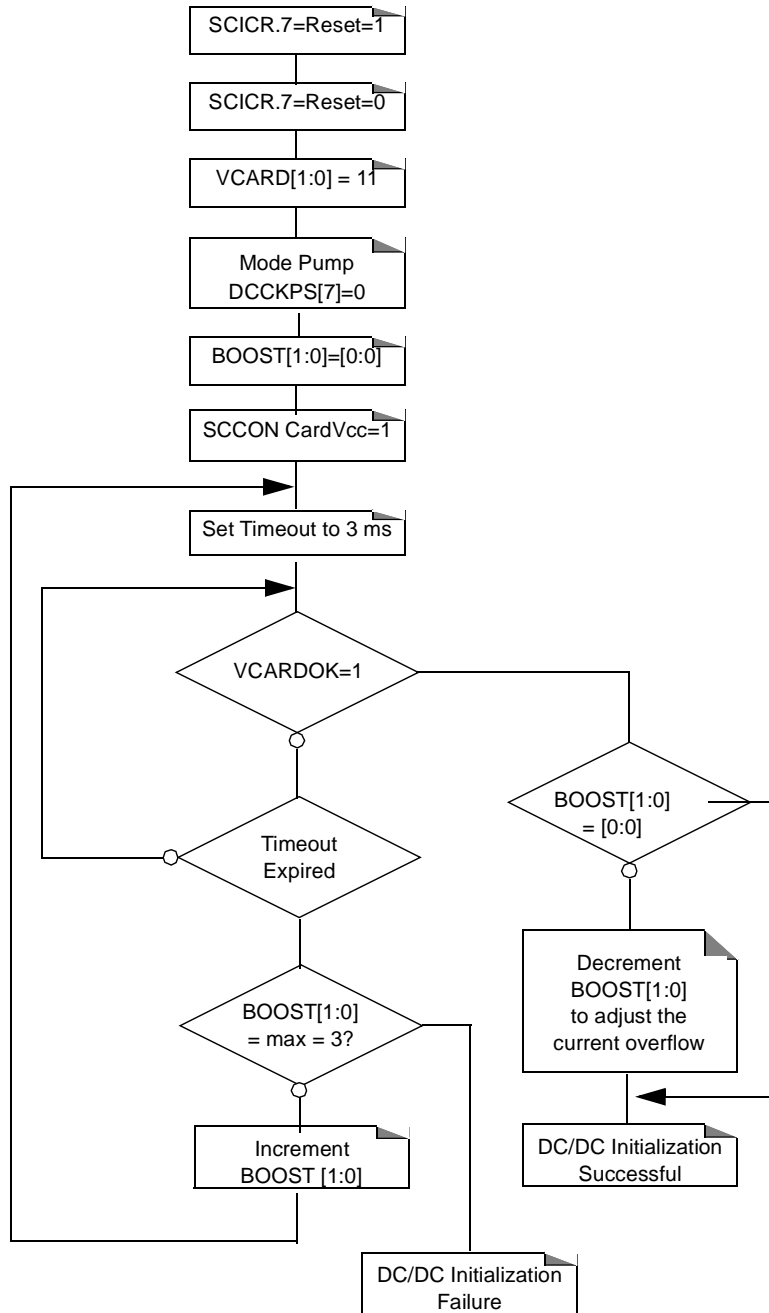 SCICR.7=Reset=1
SCICR.7=Reset=0
VCARD[1:0] = 11
Mode Pump
DCCKPS[7]=0
BOOST[1:0]=[0:0]
SCCON CardVcc=1
Set Timeout to 3 ms
VCARDOK=1
BOOST[1:0]
= [0:0]
Timeout
Expired
Decrement
BOOST[1:0]
to adjust the
current overflow
BOOST[1:0]
= max = 3?
Increment
BOOST [1:0]
DC/DC Initialization
Successful
DC/DC Initialization
Failure